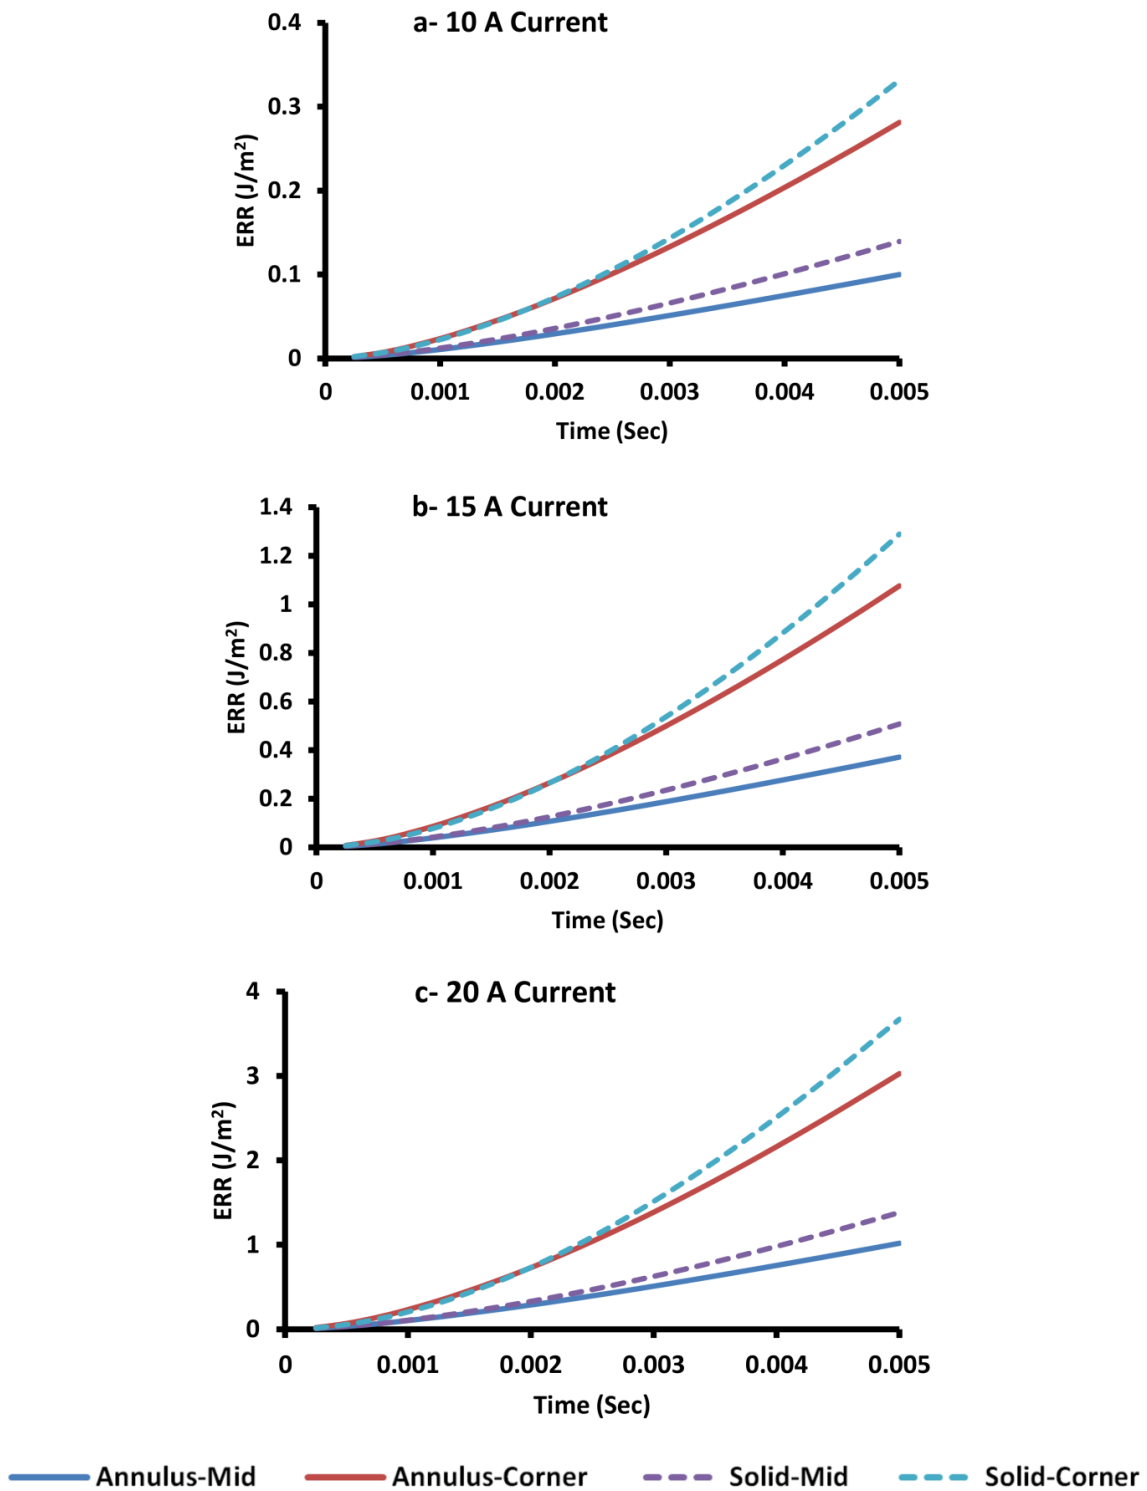 a- 10 A Current
0.4
0.3
0.2
0.1
0
ERR (J/m²)
0 0.001 0.002 0.003 0.004 0.005
Time (Sec)
b- 15 A Current
1.4
1.2
1
0.8
0.6
0.4
0.2
0
ERR (J/m²)
0 0.001 0.002 0.003 0.004 0.005
Time (Sec)
c- 20 A Current
4
3
2
1
0
ERR (J/m²)
0 0.001 0.002 0.003 0.004 0.005
Time (Sec)
Annulus-Mid Annulus-Corner Solid-Mid Solid-Corner